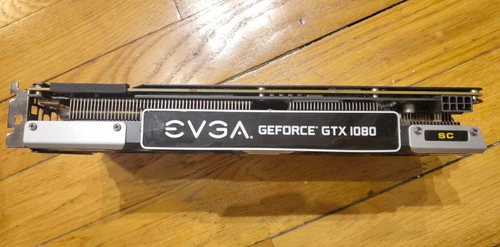 EVGA. GEFORCE® GTX 1080
SC